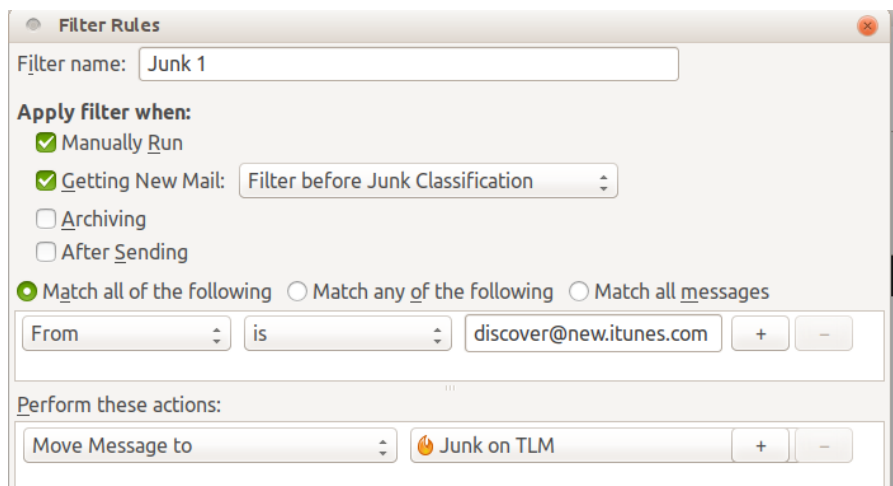 Filter Rules
Filter name: Junk 1
Apply filter when:
Manually Run
Getting New Mail: Filter before Junk Classification
Archiving
After Sending
Match all of the following Match any of the following Match all messages
From is discover@new.itunes.com + −
Perform these actions:
Move Message to Junk on TLM + −